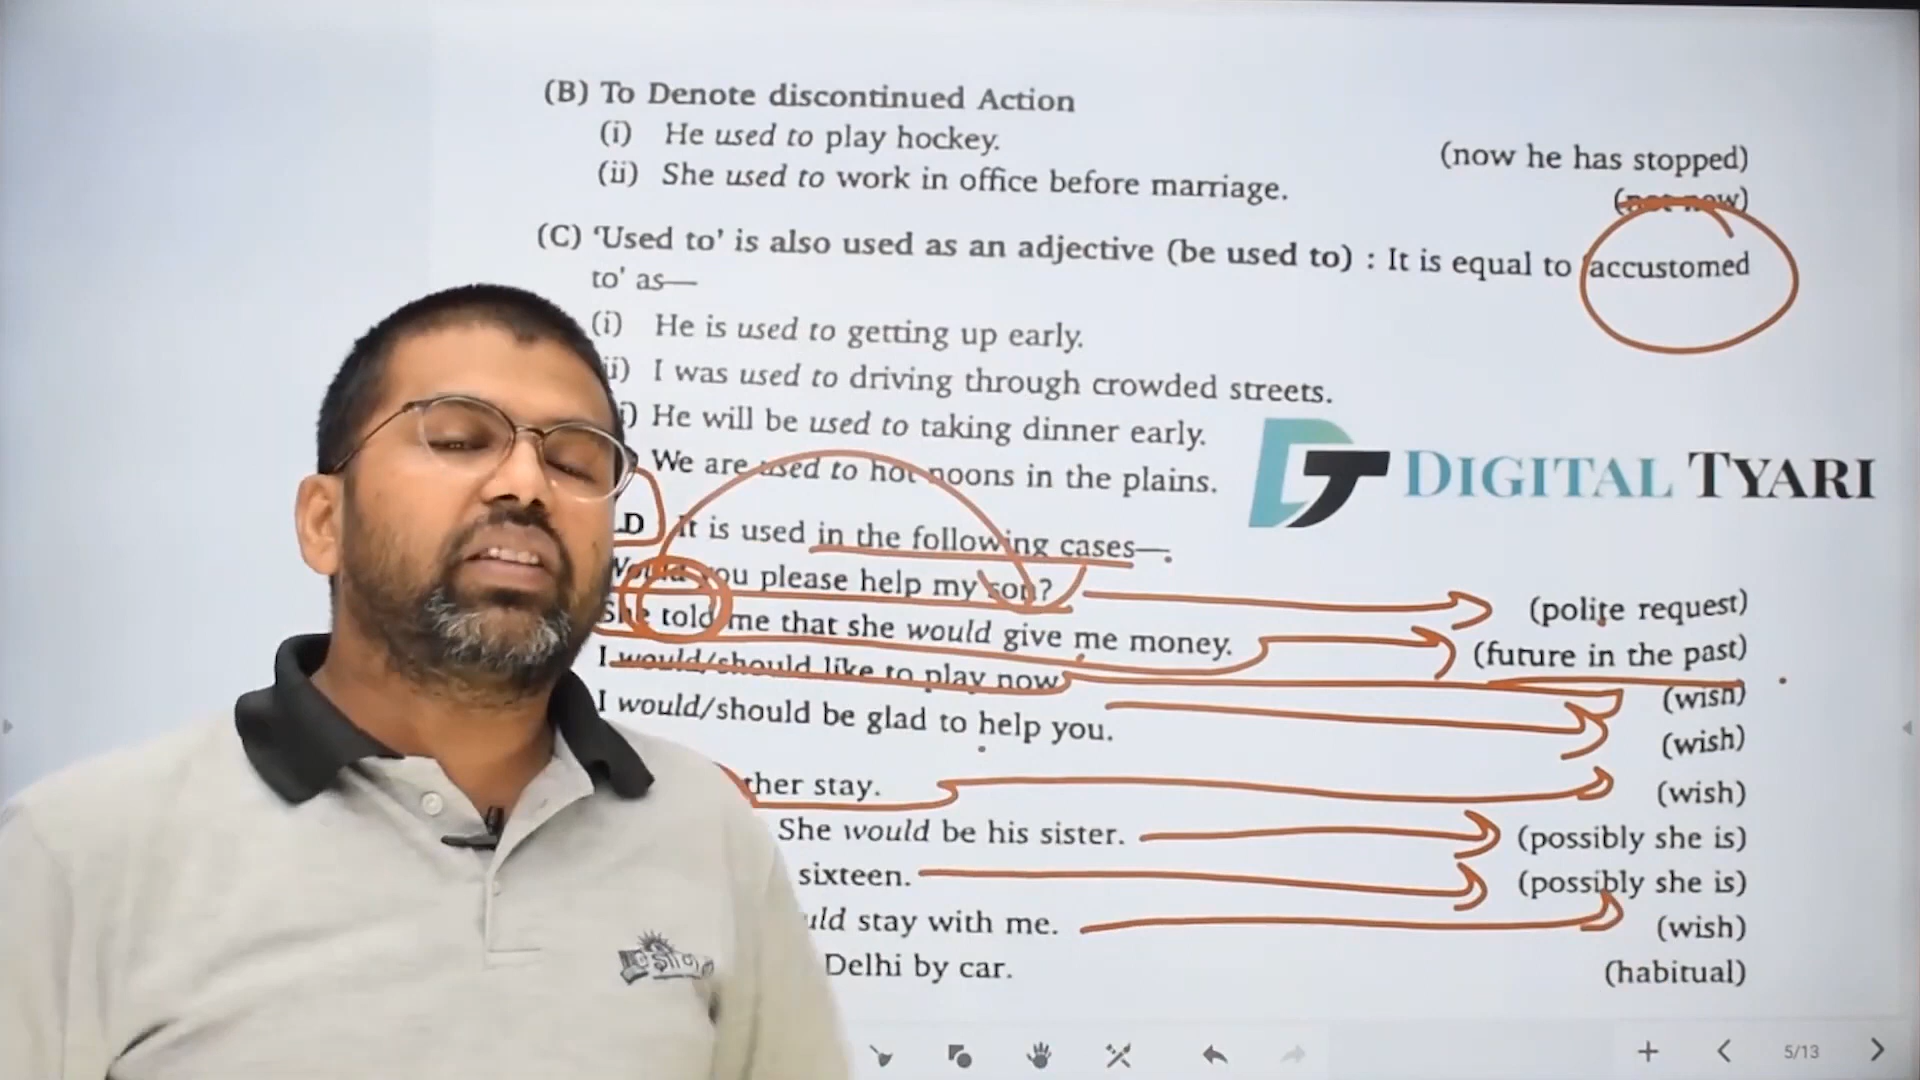 (B) To Denote discontinued Action
(i) He used to play hockey. (now he has stopped)
(ii) She used to work in office before marriage. (not now)
(C) 'Used to' is also used as an adjective (be used to) : It is equal to 'accustomed
to' as—
(i) He is used to getting up early.
ii) I was used to driving through crowded streets.
i) He will be used to taking dinner early.
We are used to hot noons in the plains.
DIGITAL TYARI
LD It is used in the following cases—.
Would you please help my son? (polite request)
She told me that she would give me money. (future in the past)
I would/should like to play now (wish)
I would/should be glad to help you. (wish)
ther stay. (wish)
She would be his sister. (possibly she is)
sixteen. (possibly she is)
uld stay with me. (wish)
Delhi by car. (habitual)
5/13